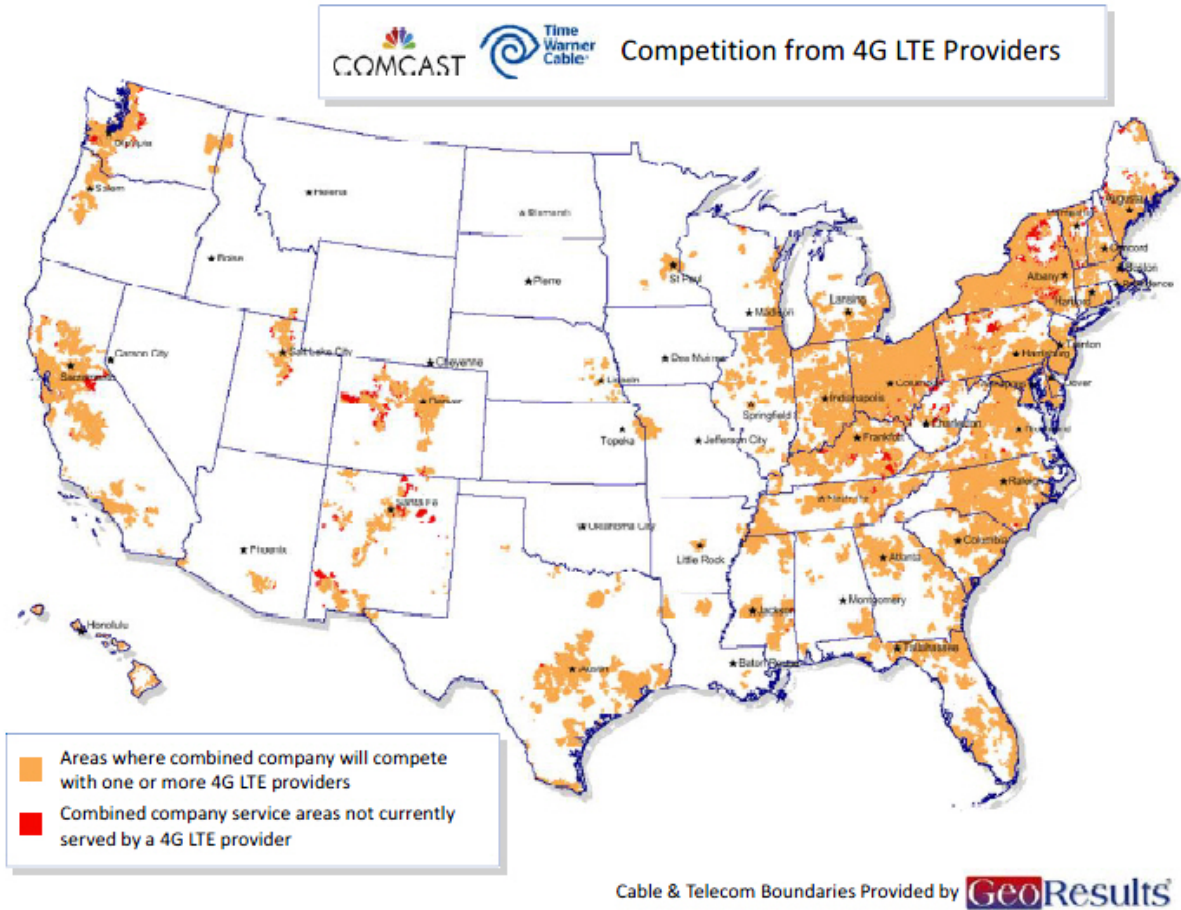 COMCAST
Time
Warner
Cable
Competition from 4G LTE Providers
Olympia
Salem
Helena
Bismarck
Boise
Pierre
St Paul
Madison
Lansing
Augusta
Concord
Boston
Providence
Albany
Hartford
Trenton
Harrisburg
Dover
Carson City
Sacramento
Salt Lake City
Cheyenne
Denver
Lincoln
Des Moines
Springfield
Indianapolis
Columbus
Charleston
Frankfort
Topeka
Jefferson City
Nashville
Raleigh
Santa Fe
Oklahoma City
Phoenix
Little Rock
Atlanta
Columbia
Montgomery
Jackson
Tallahassee
Austin
Baton Rouge
Honolulu
Areas where combined company will compete
with one or more 4G LTE providers
Combined company service areas not currently
served by a 4G LTE provider
Cable & Telecom Boundaries Provided by GeoResults